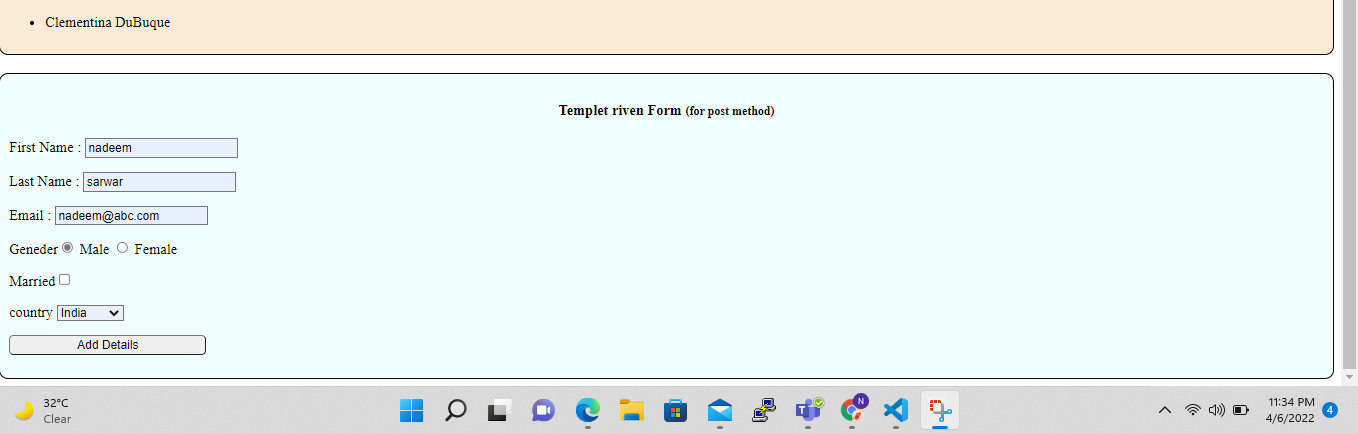 Clementina DuBuque
Templet riven Form (for post method)
First Name : nadeem
Last Name : sarwar
Email : nadeem@abc.com
Geneder Male Female
Married
country India
Add Details
32°C
Clear
N
11:34 PM
4/6/2022
4